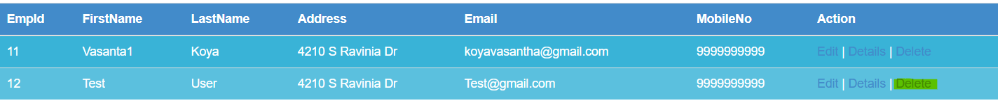 EmpId FirstName LastName Address Email MobileNo Action
11 Vasanta1 Koya 4210 S Ravinia Dr koyavasantha@gmail.com 9999999999 Edit | Details | Delete
12 Test User 4210 S Ravinia Dr Test@gmail.com 9999999999 Edit | Details | Delete